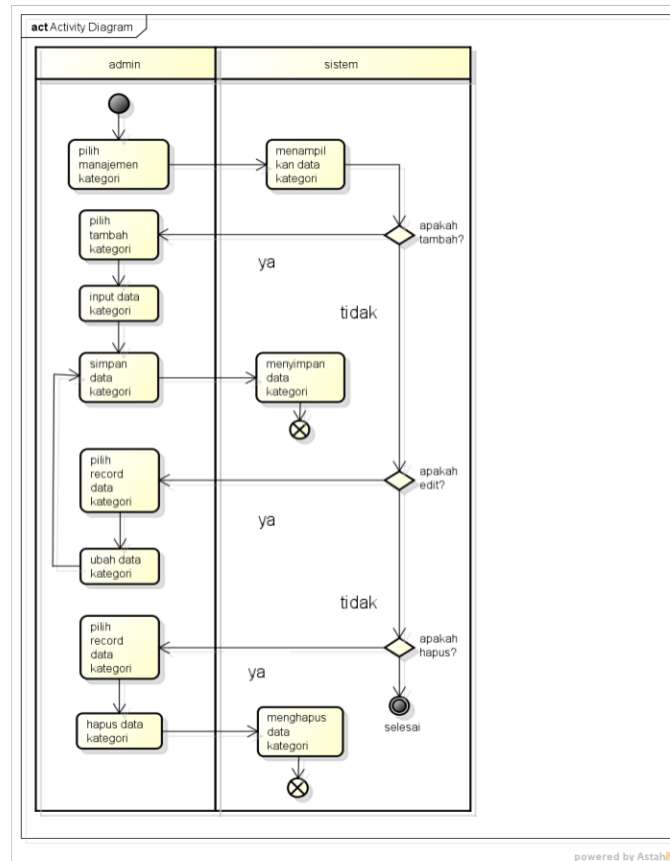 act Activity Diagram
admin
sistem
pilih
manajemen
kategori
menampil
kan data
kategori
pilih
tambah
kategori
apakah
tambah?
ya
input data
kategori
tidak
simpan
data
kategori
menyimpan
data
kategori
pilih
record
data
kategori
apakah
edit?
ya
ubah data
kategori
tidak
pilih
record
data
kategori
apakah
hapus?
ya
hapus data
kategori
menghapus
data
kategori
selesai
powered by Astah